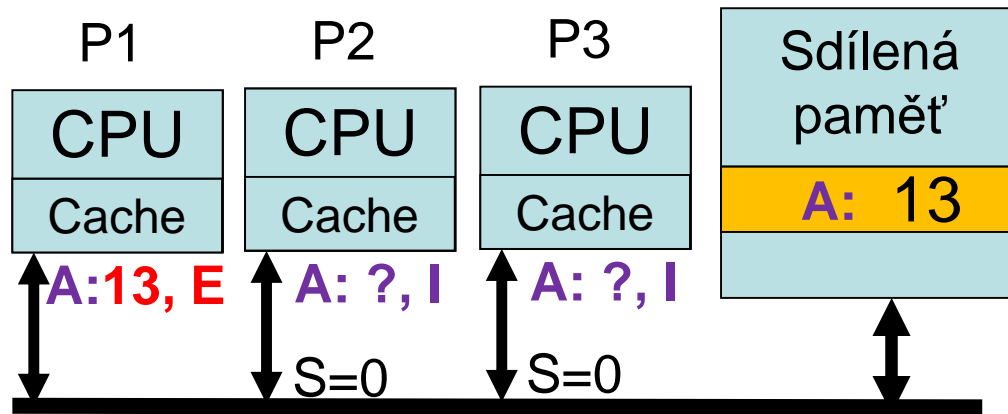 P1
CPU
Cache
A:13, E
P2
CPU
Cache
A: ?, I
S=0
P3
CPU
Cache
A: ?, I
S=0
Sdílená
paměť
A: 13